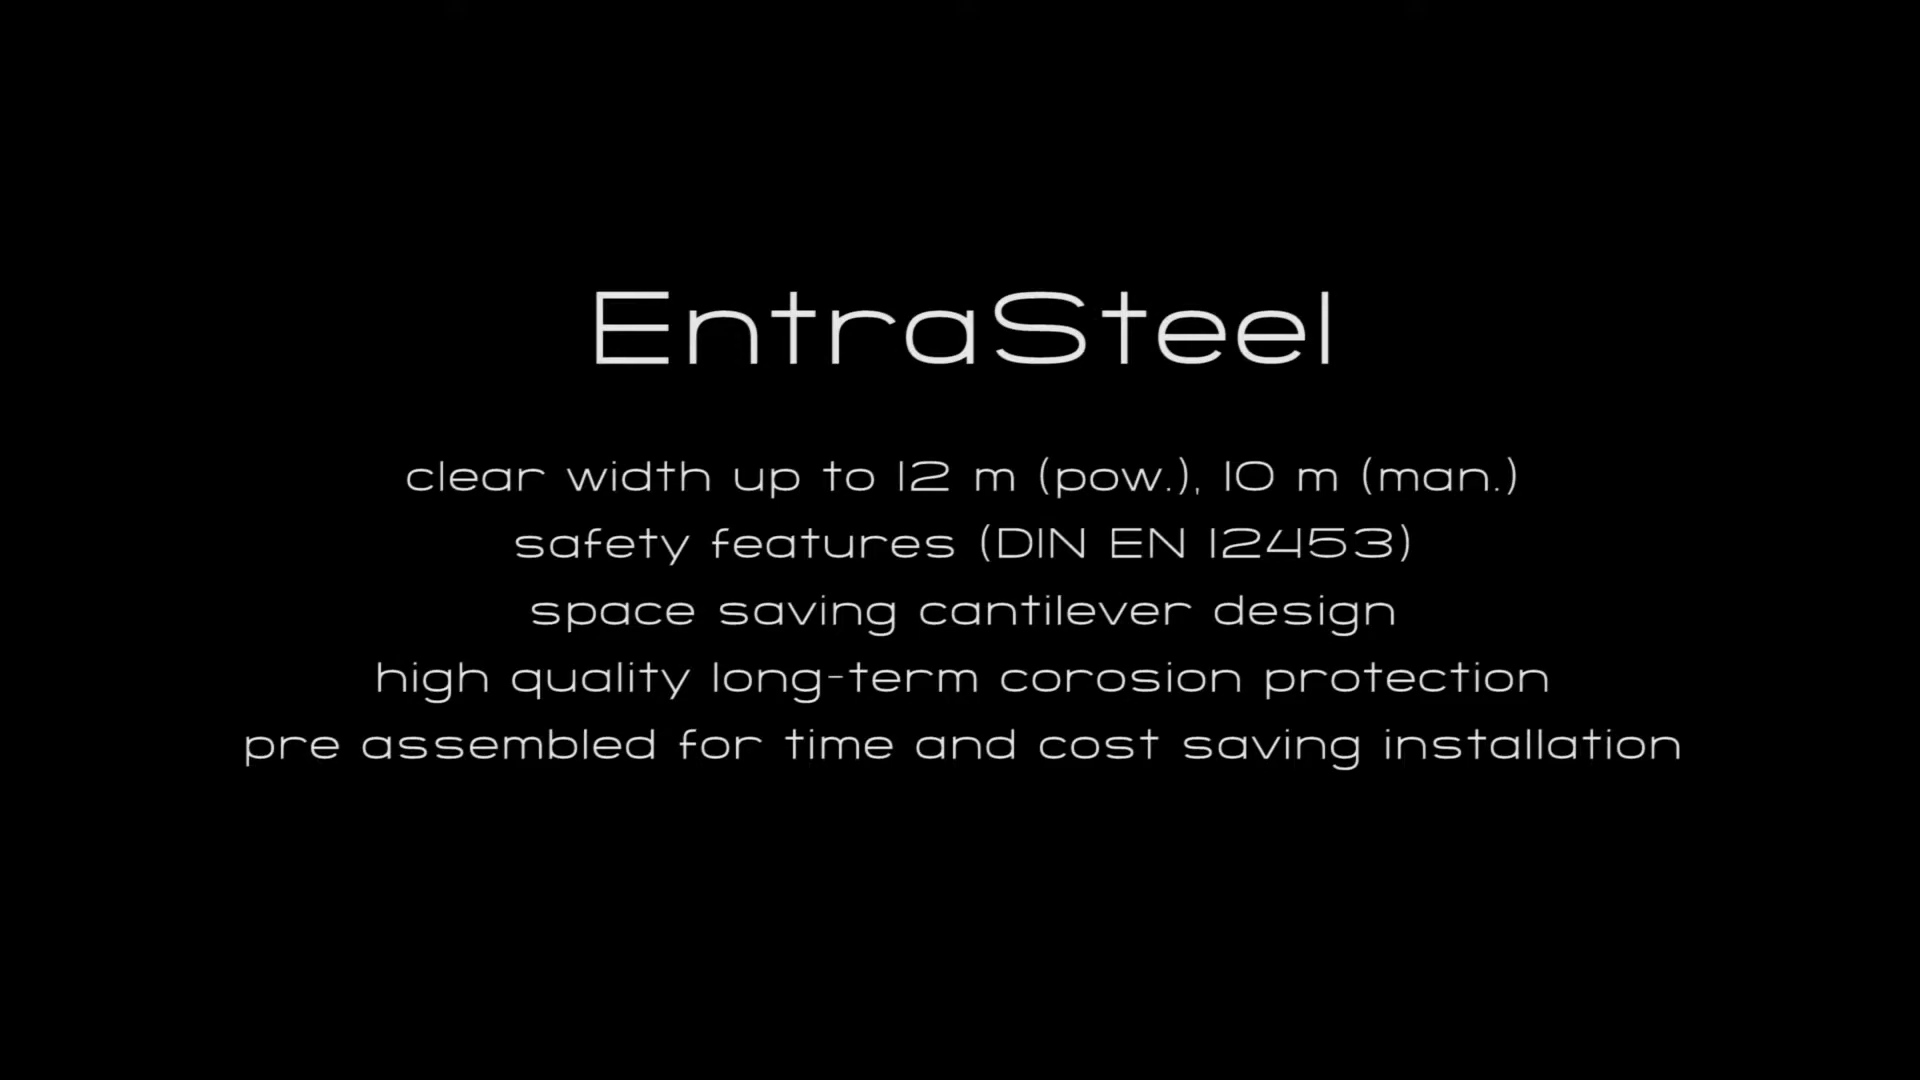 EntraSteel
clear width up to 12 m (pow.), 10 m (man.)
safety features (DIN EN 12453)
space saving cantilever design
high quality long-term corosion protection
pre assembled for time and cost saving installation